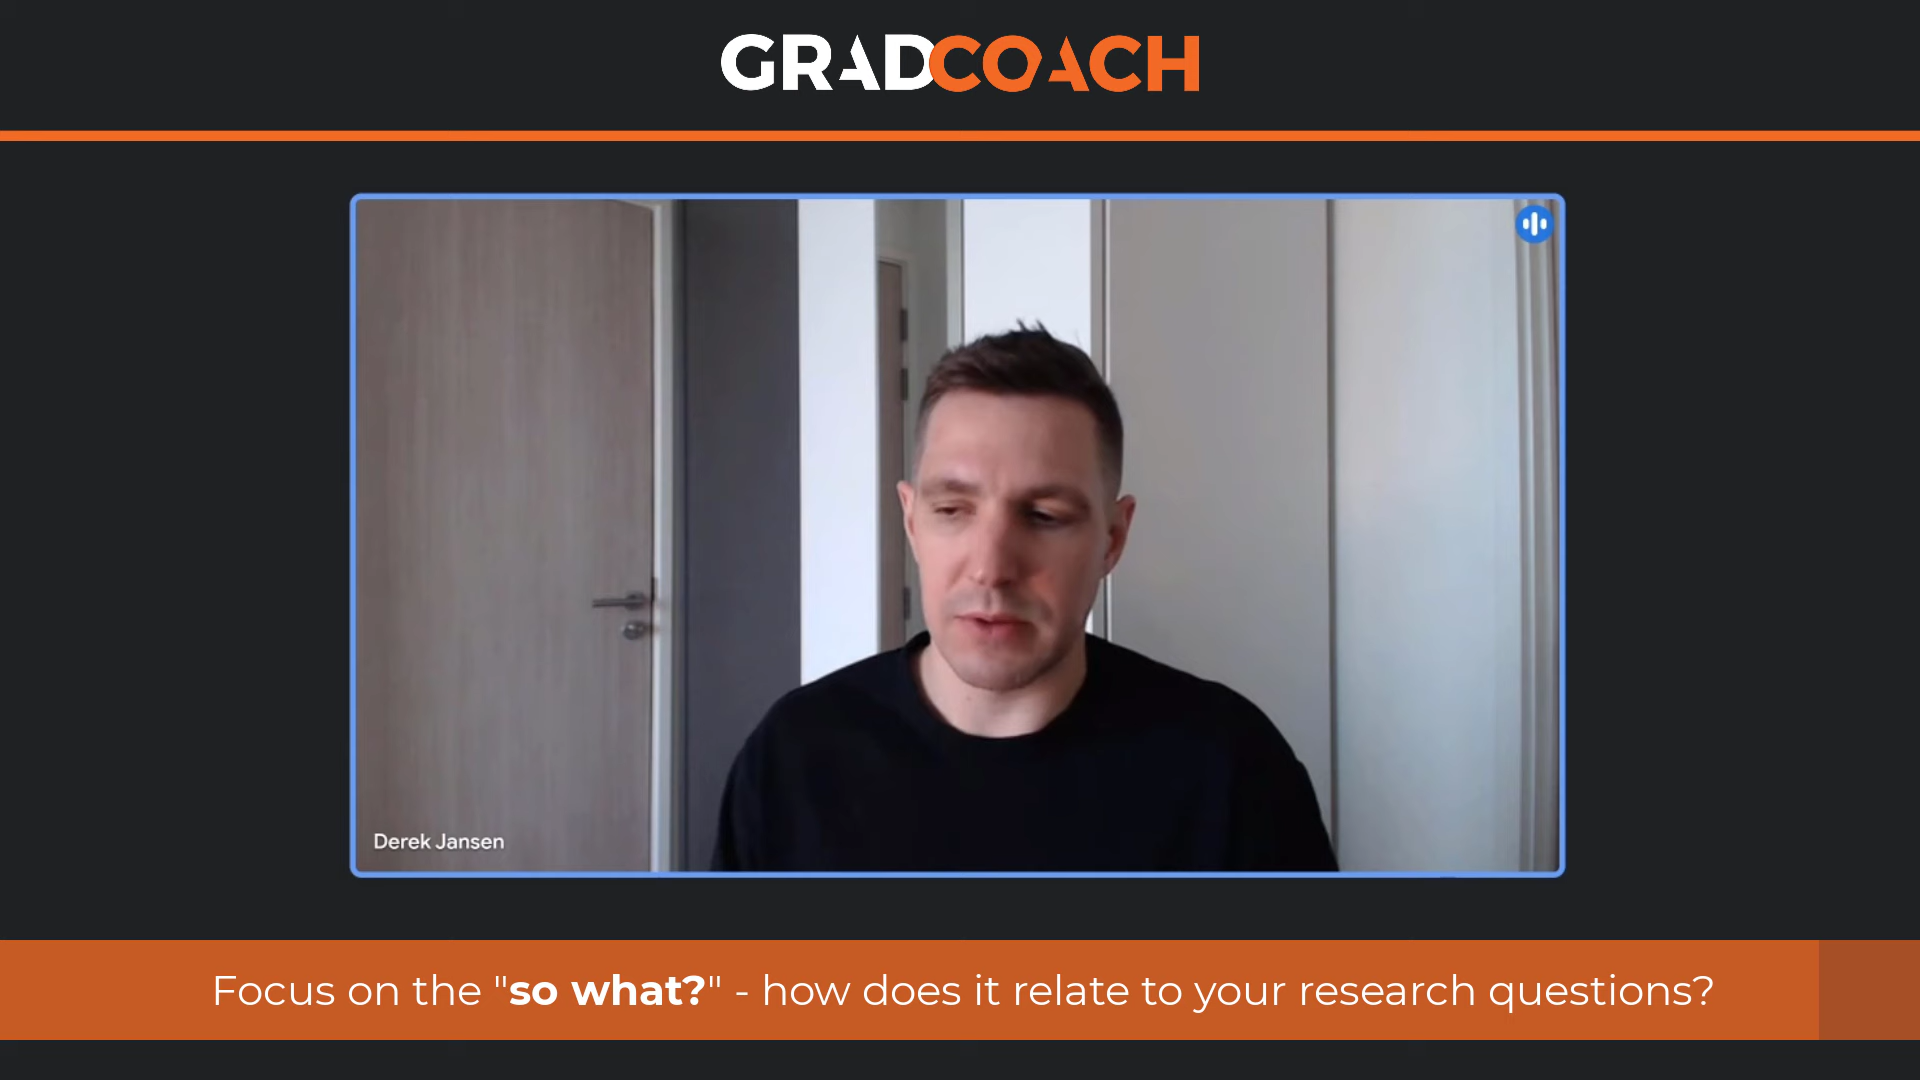 GRADCOACH
Derek Jansen
Focus on the "so what?" - how does it relate to your research questions?